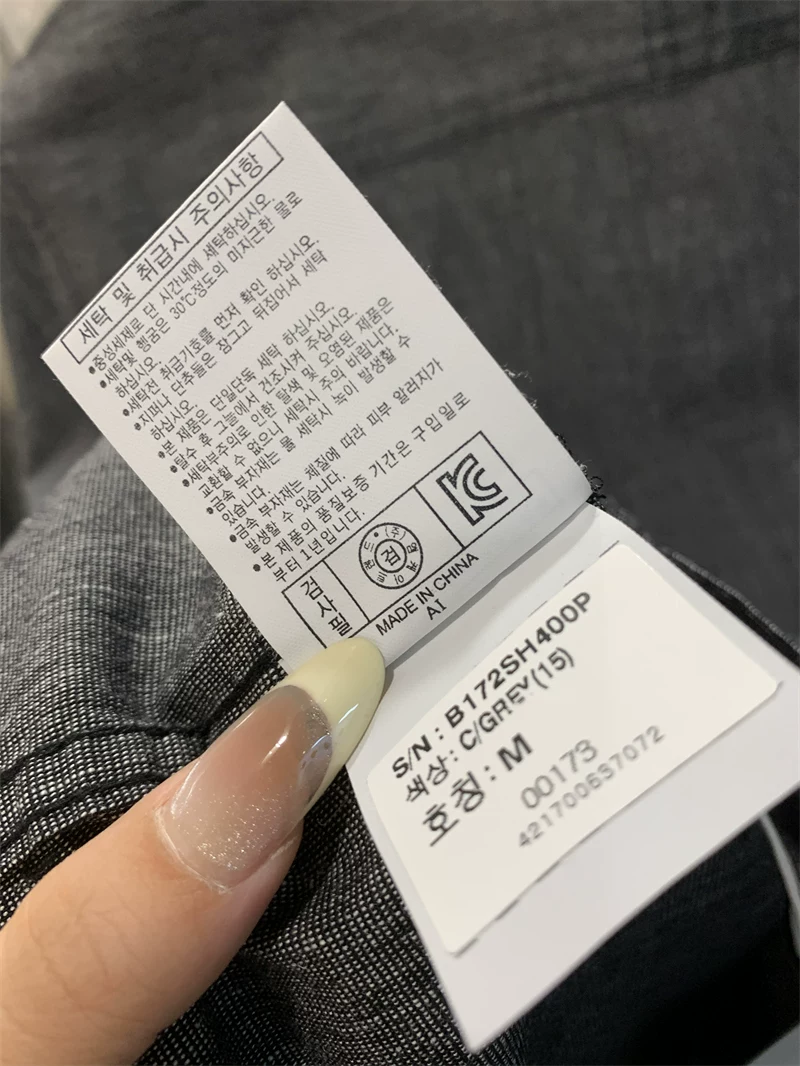 세탁 및 취급시 주의사항
•중성세제로 단 시간내에 세탁하십시오.
•세탁및 헹굼은 30℃정도의 미지근한 물로
하십시오.
•세탁전 취급기호를 먼저 확인 하십시오.
•지퍼나 단추들은 잠그고 뒤집어서 세탁
하십시오.
•본 제품은 단일단독 세탁 하십시오.
•탈수 후 그늘에서 건조시켜 주십시오.
•세탁부주의로 인한 탈색 및 오염된 제품은
교환할 수 없으니 세탁시 주의 바랍니다.
•금속 부자재는 물 세탁시 녹이 발생할 수
있습니다.
•금속 부자재는 체질에 따라 피부 알러지가
발생할 수 있습니다.
•본 제품의 품질보증 기간은 구입일로
부터 1년입니다.
검사필
검
MADE IN CHINA
AI
S/N : B172SH400P
색상 : C/GREY(15)
호칭 : M
00173
421700637072